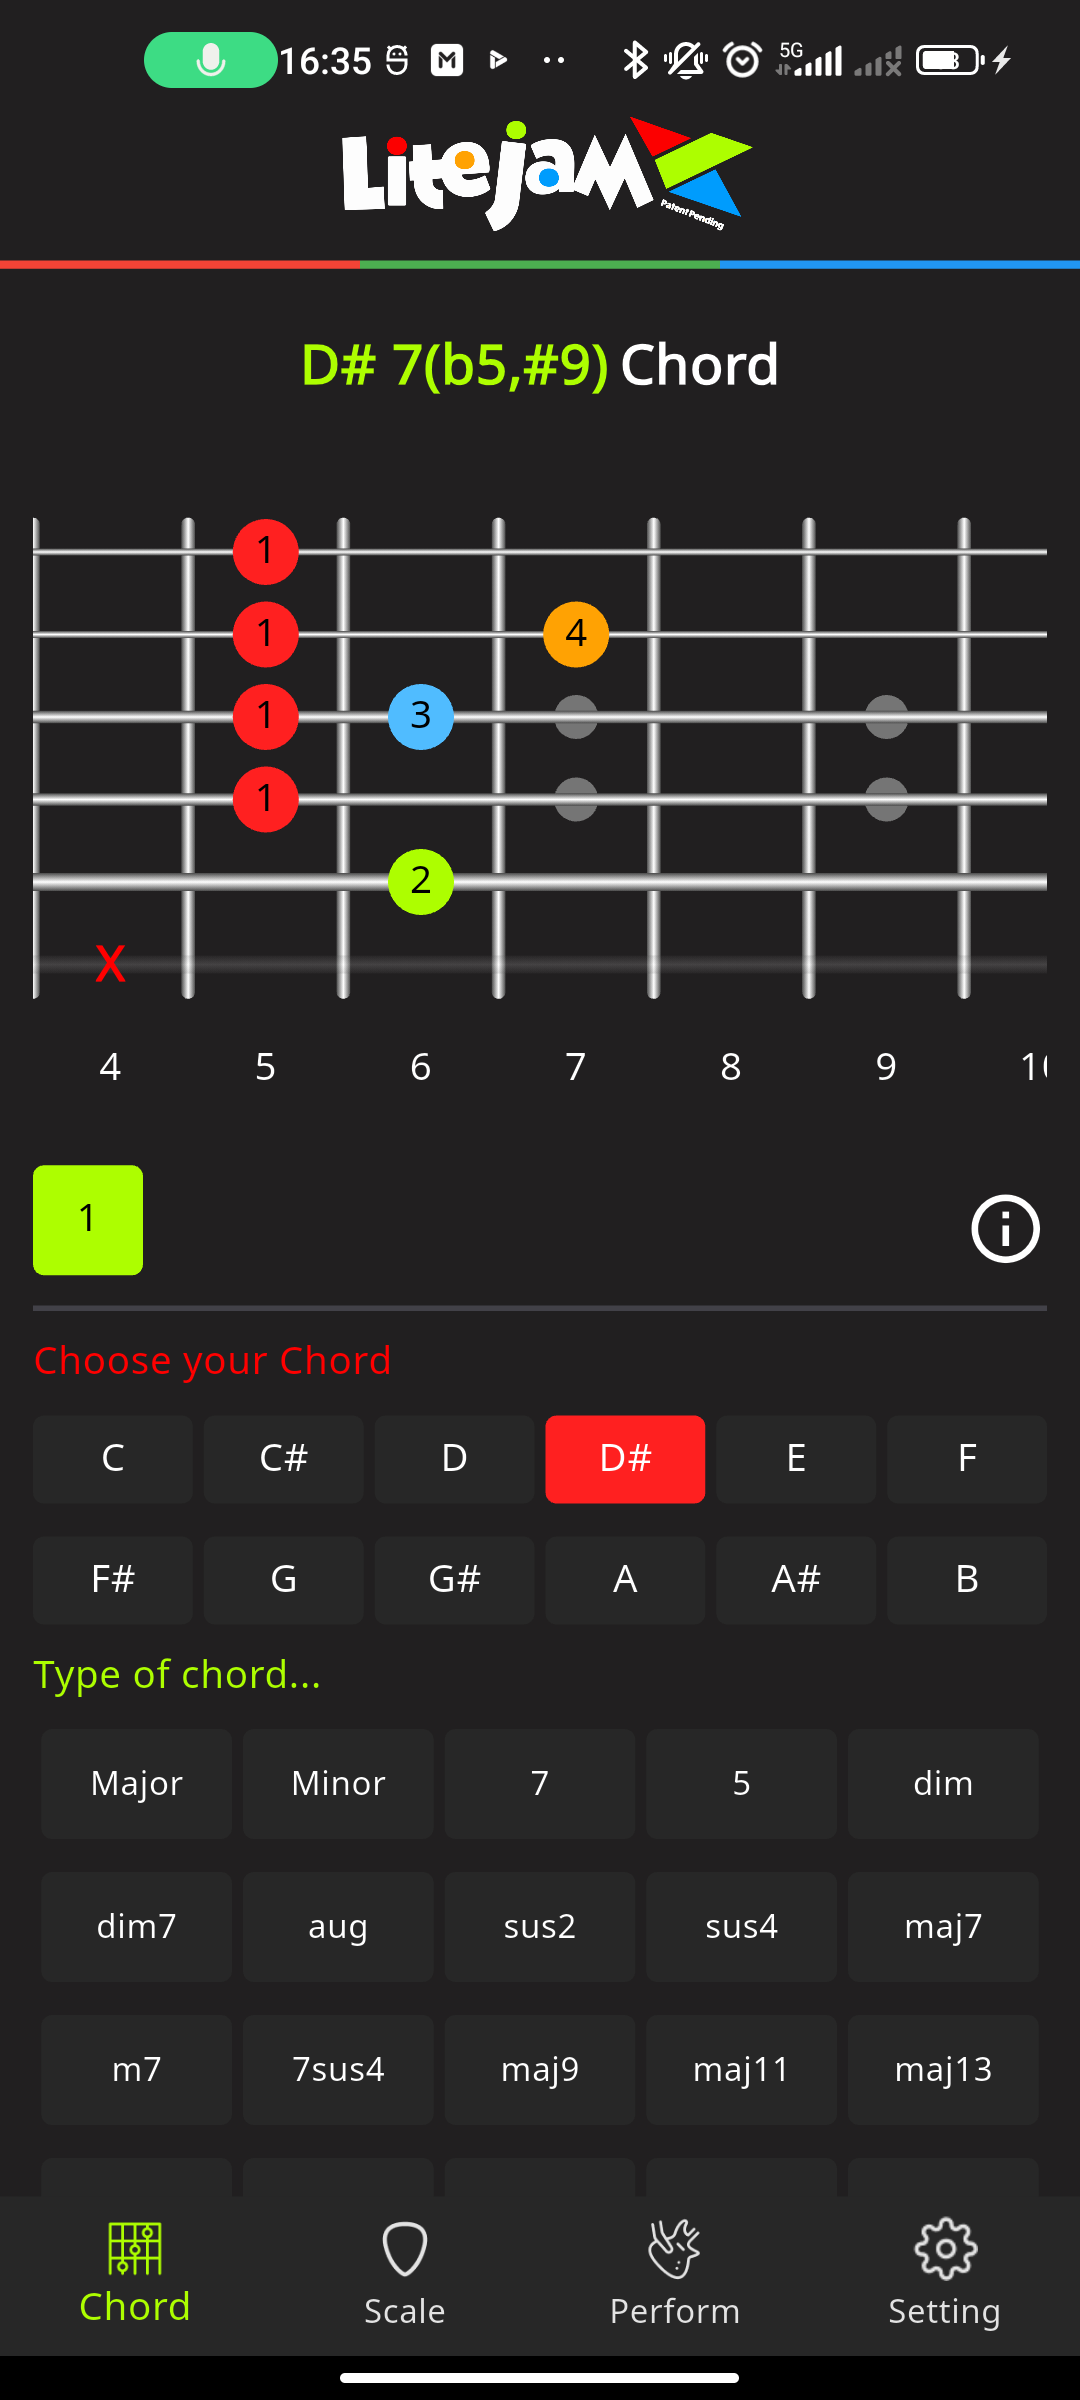 16:35 5G
LiteJam
Patent Pending
D# 7(b5,#9) Chord
1
1 4
1 3
1
2
X
4 5 6 7 8 9
1
Choose your Chord
C C# D D# E F
F# G G# A A# B
Type of chord...
Major Minor 7 5 dim
dim7 aug sus2 sus4 maj7
m7 7sus4 maj9 maj11 maj13
Chord Scale Perform Setting